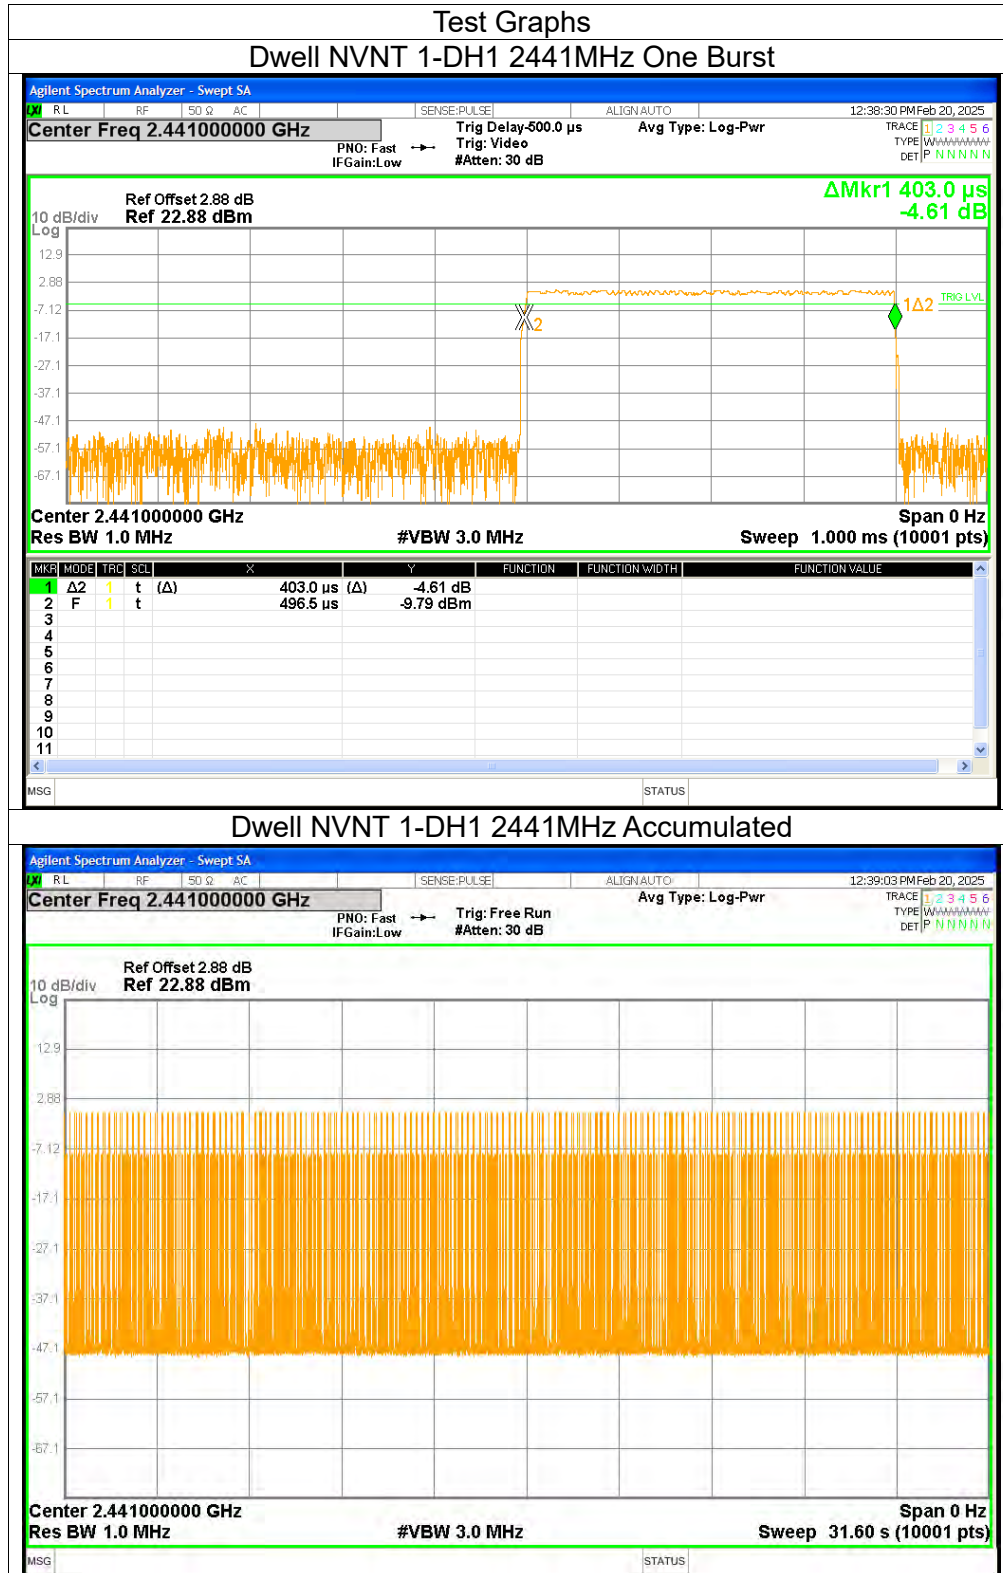 Test Graphs
Dwell NVNT 1-DH1 2441MHz One Burst
Agilent Spectrum Analyzer - Swept SA
LXI RL RF 50 Ω AC SENSE:PULSE ALIGN AUTO 12:38:30 PM Feb 20, 2025
Center Freq 2.441000000 GHz Trig Delay-500.0 µs Avg Type: Log-Pwr TRACE 1 2 3 4 5 6
PNO: Fast Trig: Video TYPE W
IFGain:Low #Atten: 30 dB DET P N N N N N
ΔMkr1 403.0 µs
-4.61 dB
Ref Offset 2.88 dB
10 dB/div Ref 22.88 dBm
Log
12.9
2.88
TRIG LVL
-7.12
1Δ2
2
-17.1
-27.1
-37.1
-47.1
-57.1
-67.1
Center 2.441000000 GHz Span 0 Hz
Res BW 1.0 MHz #VBW 3.0 MHz Sweep 1.000 ms (10001 pts)
MKR MODE TRC SCL X Y FUNCTION FUNCTION WIDTH FUNCTION VALUE
1 Δ2 1 t (Δ) 403.0 µs (Δ) -4.61 dB
2 F 1 t 496.5 µs -9.79 dBm
3
4
5
6
7
8
9
10
11
MSG STATUS
Dwell NVNT 1-DH1 2441MHz Accumulated
Agilent Spectrum Analyzer - Swept SA
LXI RL RF 50 Ω AC SENSE:PULSE ALIGN AUTO 12:39:03 PM Feb 20, 2025
Center Freq 2.441000000 GHz Avg Type: Log-Pwr TRACE 1 2 3 4 5 6
PNO: Fast Trig: Free Run TYPE W
IFGain:Low #Atten: 30 dB DET P N N N N N
Ref Offset 2.88 dB
10 dB/div Ref 22.88 dBm
Log
12.9
2.88
-7.12
-17.1
-27.1
-37.1
-47.1
-57.1
-67.1
Center 2.441000000 GHz Span 0 Hz
Res BW 1.0 MHz #VBW 3.0 MHz Sweep 31.60 s (10001 pts)
MSG STATUS